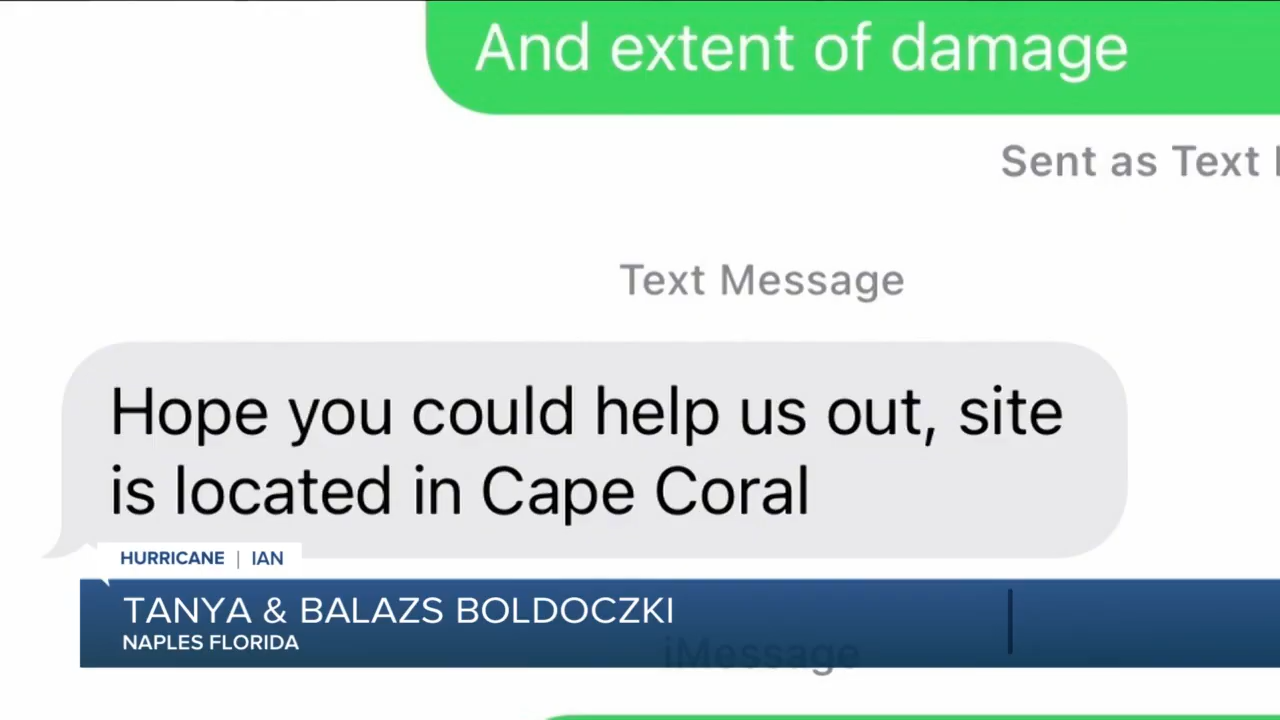 And extent of damage
Sent as Text
Text Message
Hope you could help us out, site
is located in Cape Coral
HURRICANE | IAN
TANYA & BALAZS BOLDOCZKI
NAPLES FLORIDA
iMessage